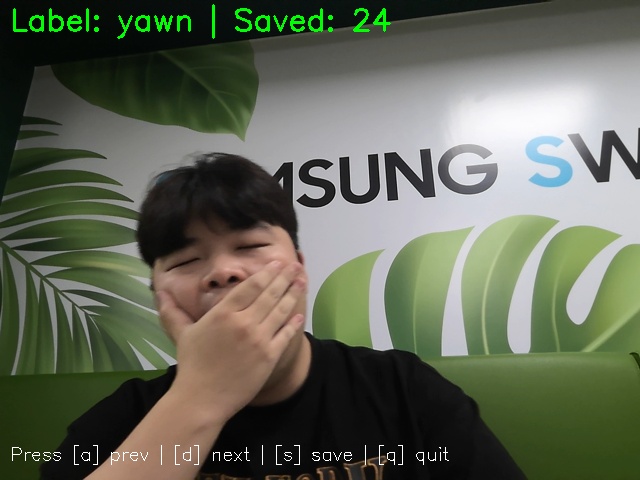 Label: yawn | Saved: 24
MSUNG SW
Press [a] prev | [d] next | [s] save | [q] quit